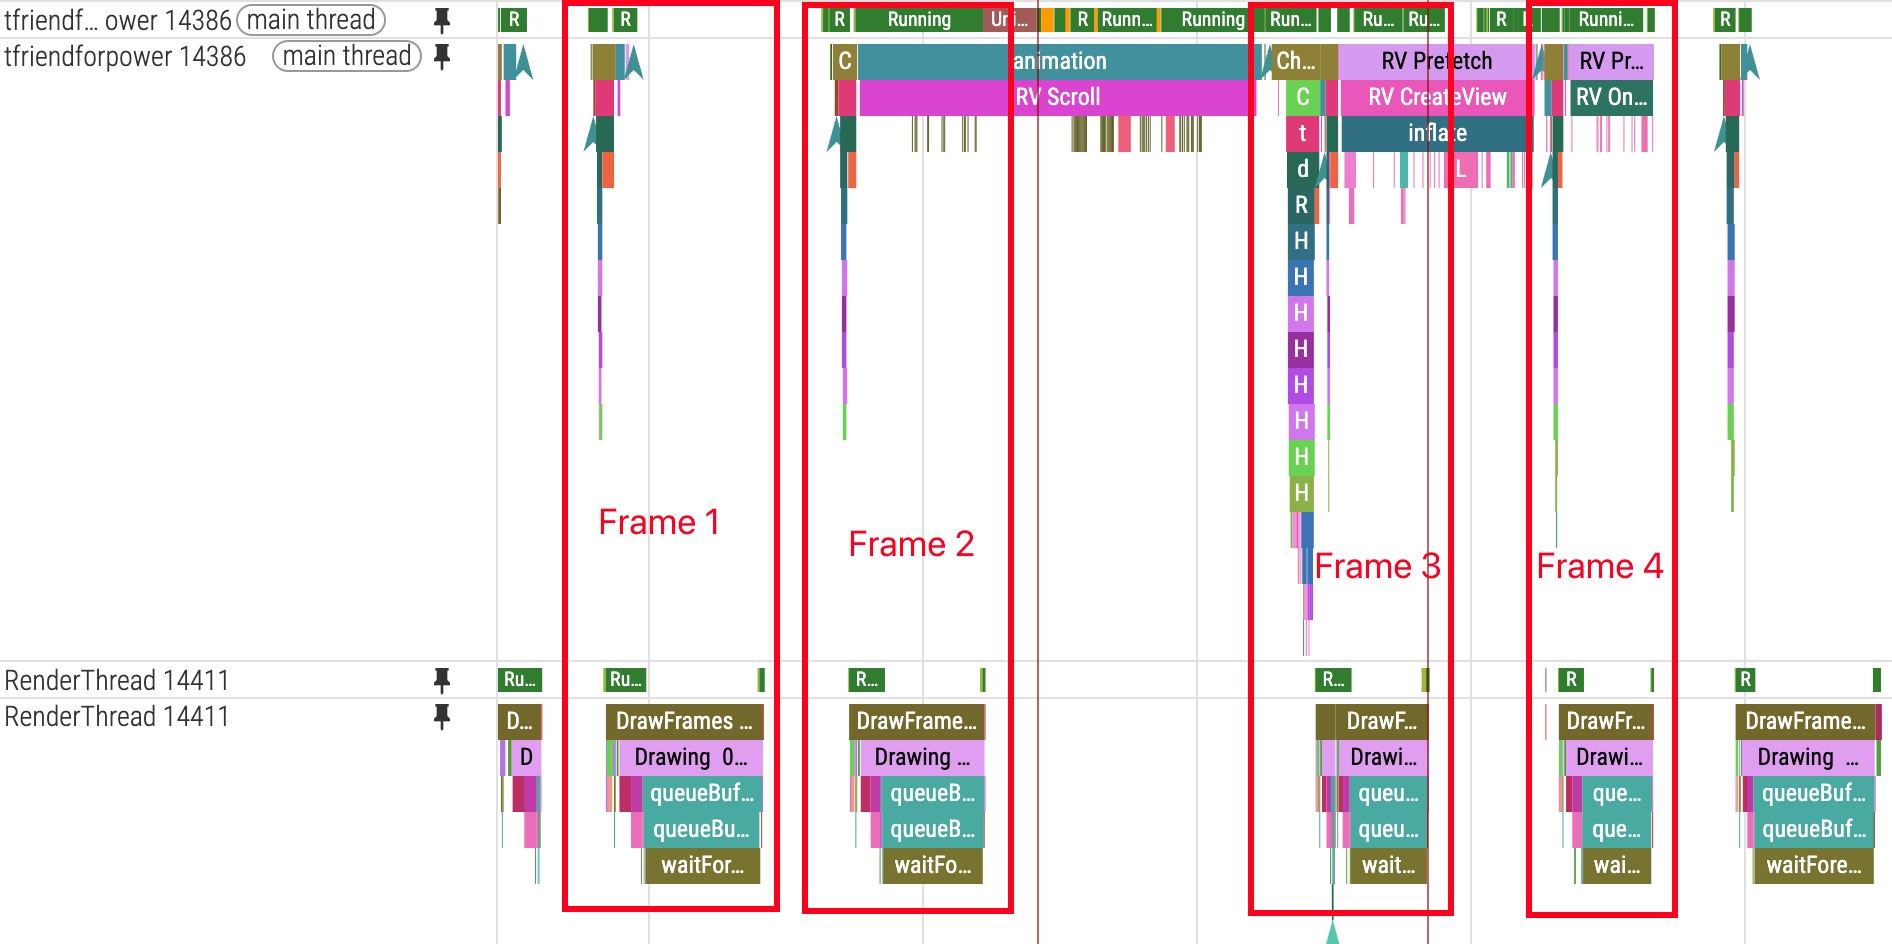 tfriendf... ower 14386 main thread R R R Running Un... R Runn... Running Run... Ru... Ru... R Runni... R
tfriendforpower 14386 main thread C animation Ch... RV Prefetch RV Pr...
RV Scroll C RV CreateView RV On...
t inflate
d L
R
H
H
H
H
H
H
H
H
Frame 1 Frame 2 Frame 3 Frame 4
RenderThread 14411 Ru... Ru... R... R... R R
RenderThread 14411 D... DrawFrames ... DrawFrame... DrawF... DrawFr... DrawFrame...
D Drawing 0... Drawing ... Drawi... Drawi... Drawing ...
queueBuf... queueB... queu... que... queueBuf...
queueBu... queueB... queu... que... queueBuf...
waitFor... waitFo... wait... wai... waitFore...